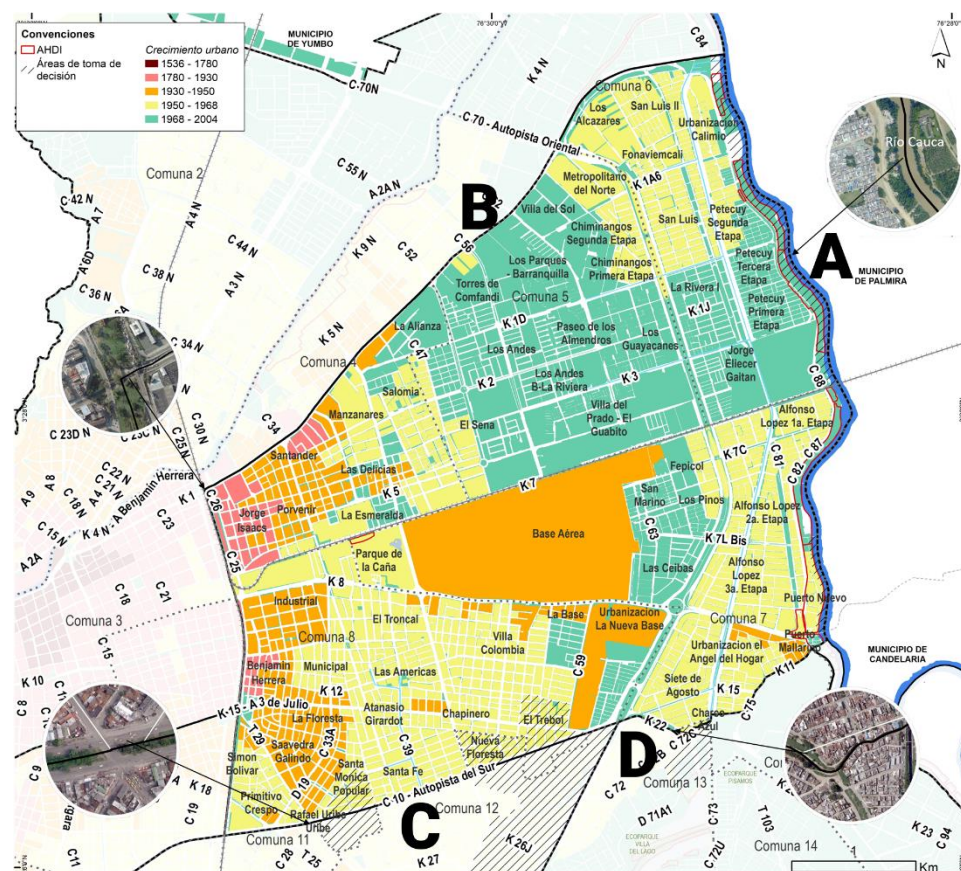 Convenciones
AHDI
Áreas de toma de
decisión
Crecimiento urbano
1536 - 1780
1780 - 1930
1930 -1950
1950 - 1968
1968 - 2004
MUNICIPIO
DE YUMBO
76°30'0"W
76°28'0"
N
C 84
K 4 N
C 70N
Comuna 6
Los
Alcazares
San Luis II
Urbanizacion
Calimio
C 70 - Autopista Oriental
Fonaviemcali
Río Cauca
Comuna 2
C 55 N
A 2A N
Metropolitano
del Norte
K 1A6
C 42 N
A 7
A 4 N
B
Villa del Sol
San Luis
Petecuy
Segunda
Etapa
C 44 N
K 9 N
C 52
C 56
Chiminangos
Segunda Etapa
A 6D
C 38 N
A 3 N
Los Parques
- Barranquilla
Chiminangos
Primera Etapa
Petecuy
Tercera
Etapa
A
MUNICIPIO
DE PALMIRA
C 36 N
Torres de
Comfandi
Comuna 5
La Rivera I
K 1J
Petecuy
Primera
Etapa
C 34 N
K 5 N
La Alianza
K 1D
Paseo de los
Almendros
Los
Guayacanes
Comuna 4
C 47
Los Andes
Jorge
Eliecer
Gaitan
C 30 N
C 34
Salomia
K 2
Los Andes
B-La Riviera
K 3
C 88
Manzanares
El Sena
Villa del
Prado - El
Guabito
Alfonso
Lopez 1a. Etapa
C 23D N
C 23C N
C 25N
Santander
C 22 N
C 21 N
C 18 N
A 9
A 8
A 4
K 1
A Benjamin Herrera
C 26
Las Delicias
K 7
Fepicol
K 7C
C 81
C 87
C 82
C 15 N
K 4 N
C 23
Jorge
Isaacs
Porvenir
K 5
La Esmeralda
San
Marino
Los Pinos
Alfonso Lopez
2a. Etapa
A 2A
C 25
Base Aérea
C 63
K 7L Bis
Parque de
la Caña
Las Ceibas
Alfonso
Lopez
3a. Etapa
C 18
C 21
K 8
Puerto Nuevo
Industrial
El Troncal
La Base
Urbanizacion
La Nueva Base
Comuna 7
Comuna 3
Comuna 8
Villa
Colombia
Puerto
Mallarino
C 15
Urbanizacion el
Angel del Hogar
MUNICIPIO DE
CANDELARIA
K 10
Benjamin
Herrera
Municipal
Las Americas
C 59
K 11
C 8
K 12
Siete de
Agosto
K 15
C 75
K-15 - A 3 de Julio
La Floresta
Atanasio
Girardot
Chapinero
El Trebol
Charco
Azul
T 29
C 33A
C 39
K-22
C 72C
Simon
Bolivar
Saavedra
Galindo
Nueva
Floresta
D
C 9
A
K 18
C 19
D 19
Santa
Monica
Popular
Santa Fe
Comuna 13
ECOPARQUE
PISAMOS
Primitivo
Crespo
C 10 - Autopista del Sur
C 72
Rafael Uribe
Uribe
Comuna 12
C
D 71A1
C 73
T 103
Comuna 11
K 26J
ECOPARQUE
VILLA
DEL LAGO
K 23
C 94
C 11
C 28
T 25
K 27
C 72U
Comuna 14
1
Km